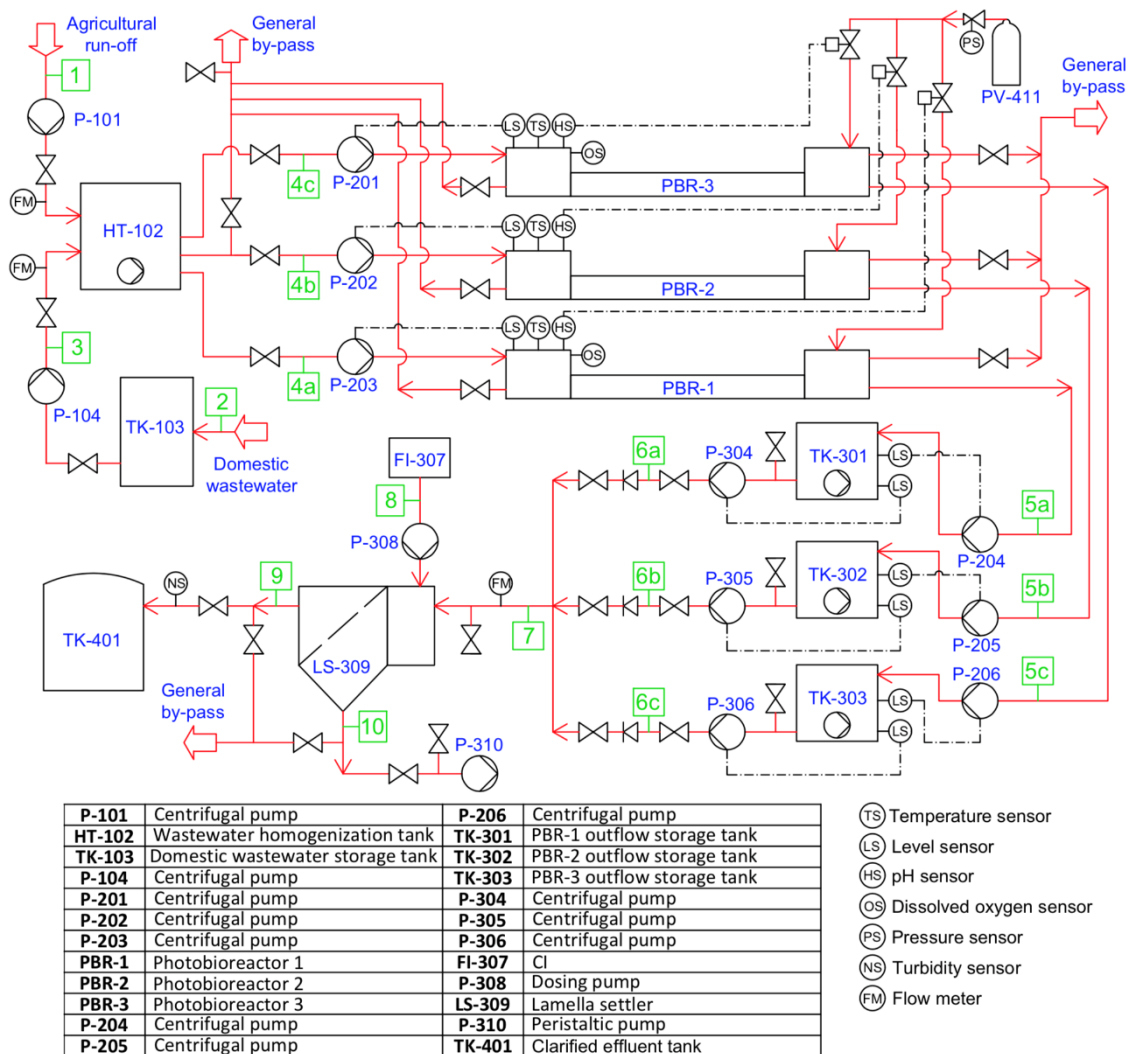 Agricultural
run-off
General
by-pass
1
P-101
PS
PV-411
General
by-pass
LS TS HS
OS
P-201
4c
PBR-3
FM
HT-102
FM
LS TS HS
P-202
4b
PBR-2
3
LS TS HS
OS
P-203
4a
PBR-1
P-104
TK-103
2
Domestic
wastewater
FI-307
8
P-308
6a
P-304
TK-301
LS
LS
5a
P-204
6b
P-305
TK-302
LS
LS
5b
P-205
6c
P-306
TK-303
LS
LS
P-206
5c
9
NS
FM
7
TK-401
LS-309
General
by-pass
10
P-310
P-101 Centrifugal pump P-206 Centrifugal pump
HT-102 Wastewater homogenization tank TK-301 PBR-1 outflow storage tank
TK-103 Domestic wastewater storage tank TK-302 PBR-2 outflow storage tank
P-104 Centrifugal pump TK-303 PBR-3 outflow storage tank
P-201 Centrifugal pump P-304 Centrifugal pump
P-202 Centrifugal pump P-305 Centrifugal pump
P-203 Centrifugal pump P-306 Centrifugal pump
PBR-1 Photobioreactor 1 FI-307 CI
PBR-2 Photobioreactor 2 P-308 Dosing pump
PBR-3 Photobioreactor 3 LS-309 Lamella settler
P-204 Centrifugal pump P-310 Peristaltic pump
P-205 Centrifugal pump TK-401 Clarified effluent tank
TS Temperature sensor
LS Level sensor
HS pH sensor
OS Dissolved oxygen sensor
PS Pressure sensor
NS Turbidity sensor
FM Flow meter